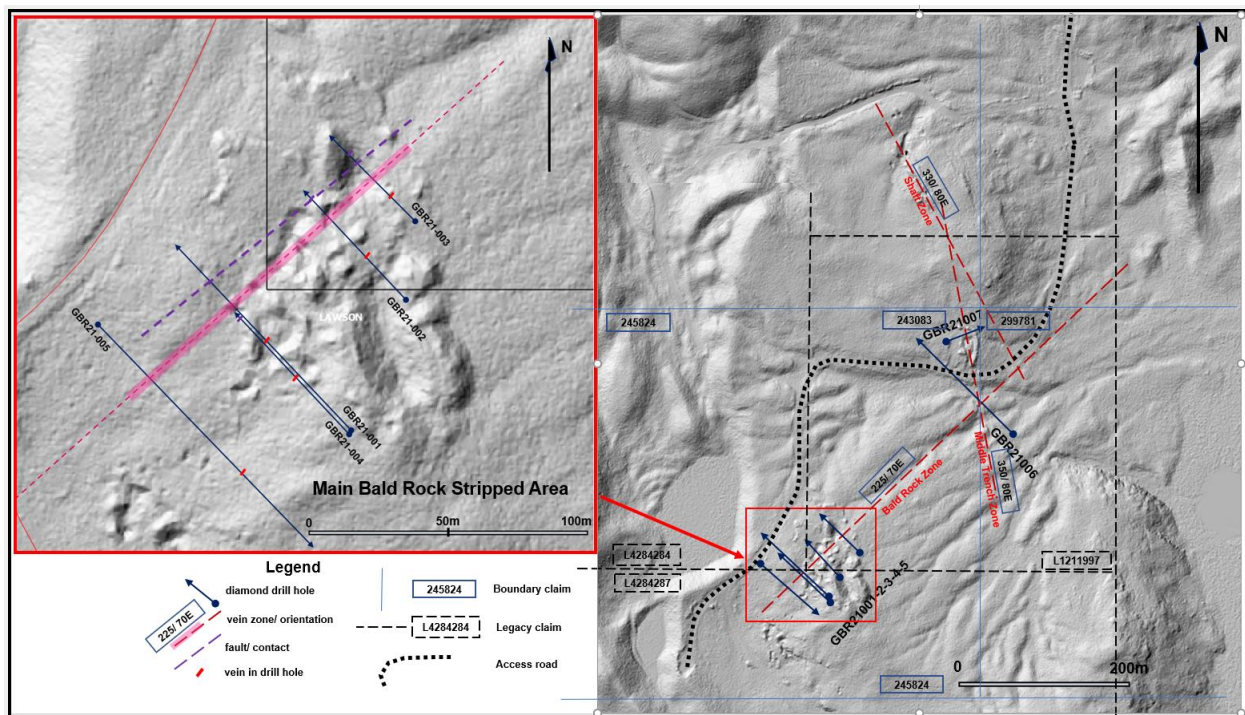 N
GBR21-003
GBR21-002
LAWSON
GBR21-005
GBR21-001
GBR21-004
Main Bald Rock Stripped Area
0
50m
100m
Legend
diamond drill hole
225/ 70E
vein zone/ orientation
fault/ contact
vein in drill hole
245824
Boundary claim
L4284284
Legacy claim
Access road
N
330/ 80E
Shaft Zone
245824
243083
299781
GBR21007
GBR21006
350/ 80E
Middle Trench Zone
225/ 70E
Bald Rock Zone
L4284284
L4284287
L1211997
GBR21001-2-3-4-5
0
200m
245824